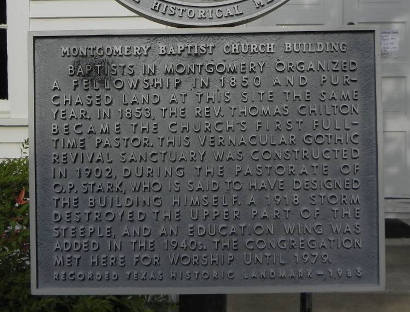 HISTORICAL
MONTGOMERY BAPTIST CHURCH BUILDING
BAPTISTS IN MONTGOMERY ORGANIZED
A FELLOWSHIP IN 1850 AND PUR-
CHASED LAND AT THIS SITE THE SAME
YEAR. IN 1853, THE REV. THOMAS CHILTON
BECAME THE CHURCH'S FIRST FULL-
TIME PASTOR. THIS VERNACULAR GOTHIC
REVIVAL SANCTUARY WAS CONSTRUCTED
IN 1902, DURING THE PASTORATE OF
O.P. STARK, WHO IS SAID TO HAVE DESIGNED
THE BUILDING HIMSELF. A 1918 STORM
DESTROYED THE UPPER PART OF THE
STEEPLE, AND AN EDUCATION WING WAS
ADDED IN THE 1940s. THE CONGREGATION
MET HERE FOR WORSHIP UNTIL 1979.
RECORDED TEXAS HISTORIC LANDMARK - 1988